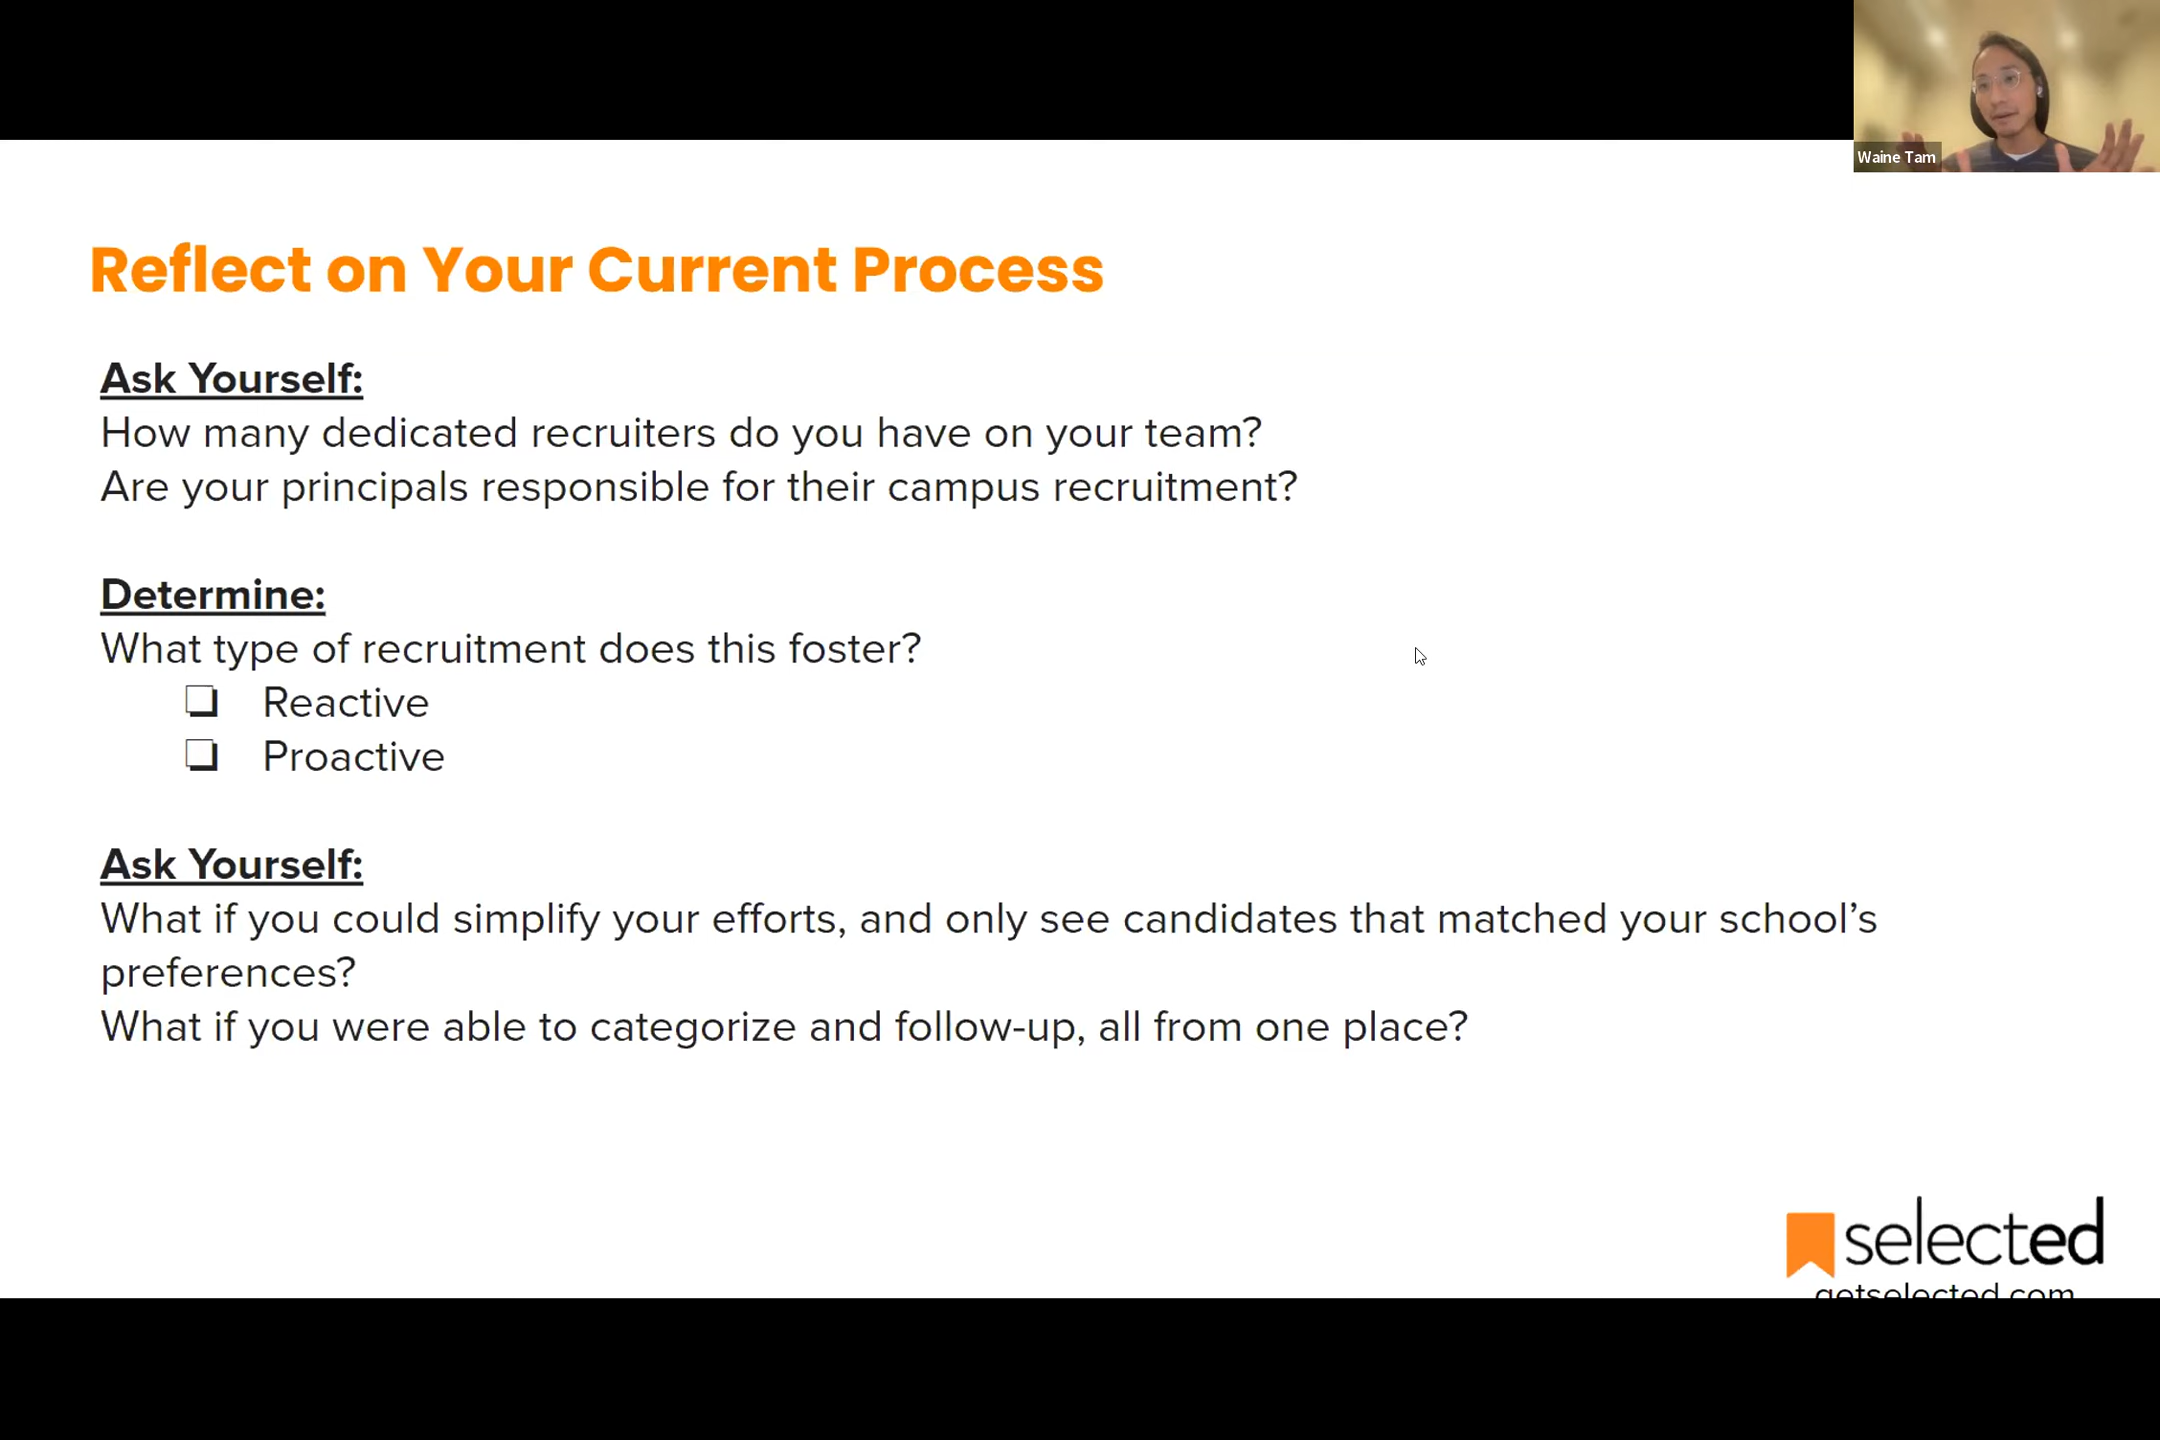 Waine Tam
Reflect on Your Current Process
Ask Yourself:
How many dedicated recruiters do you have on your team?
Are your principals responsible for their campus recruitment?
Determine:
What type of recruitment does this foster?
❏ Reactive
❏ Proactive
Ask Yourself:
What if you could simplify your efforts, and only see candidates that matched your school’s
preferences?
What if you were able to categorize and follow-up, all from one place?
selected
getselected.com